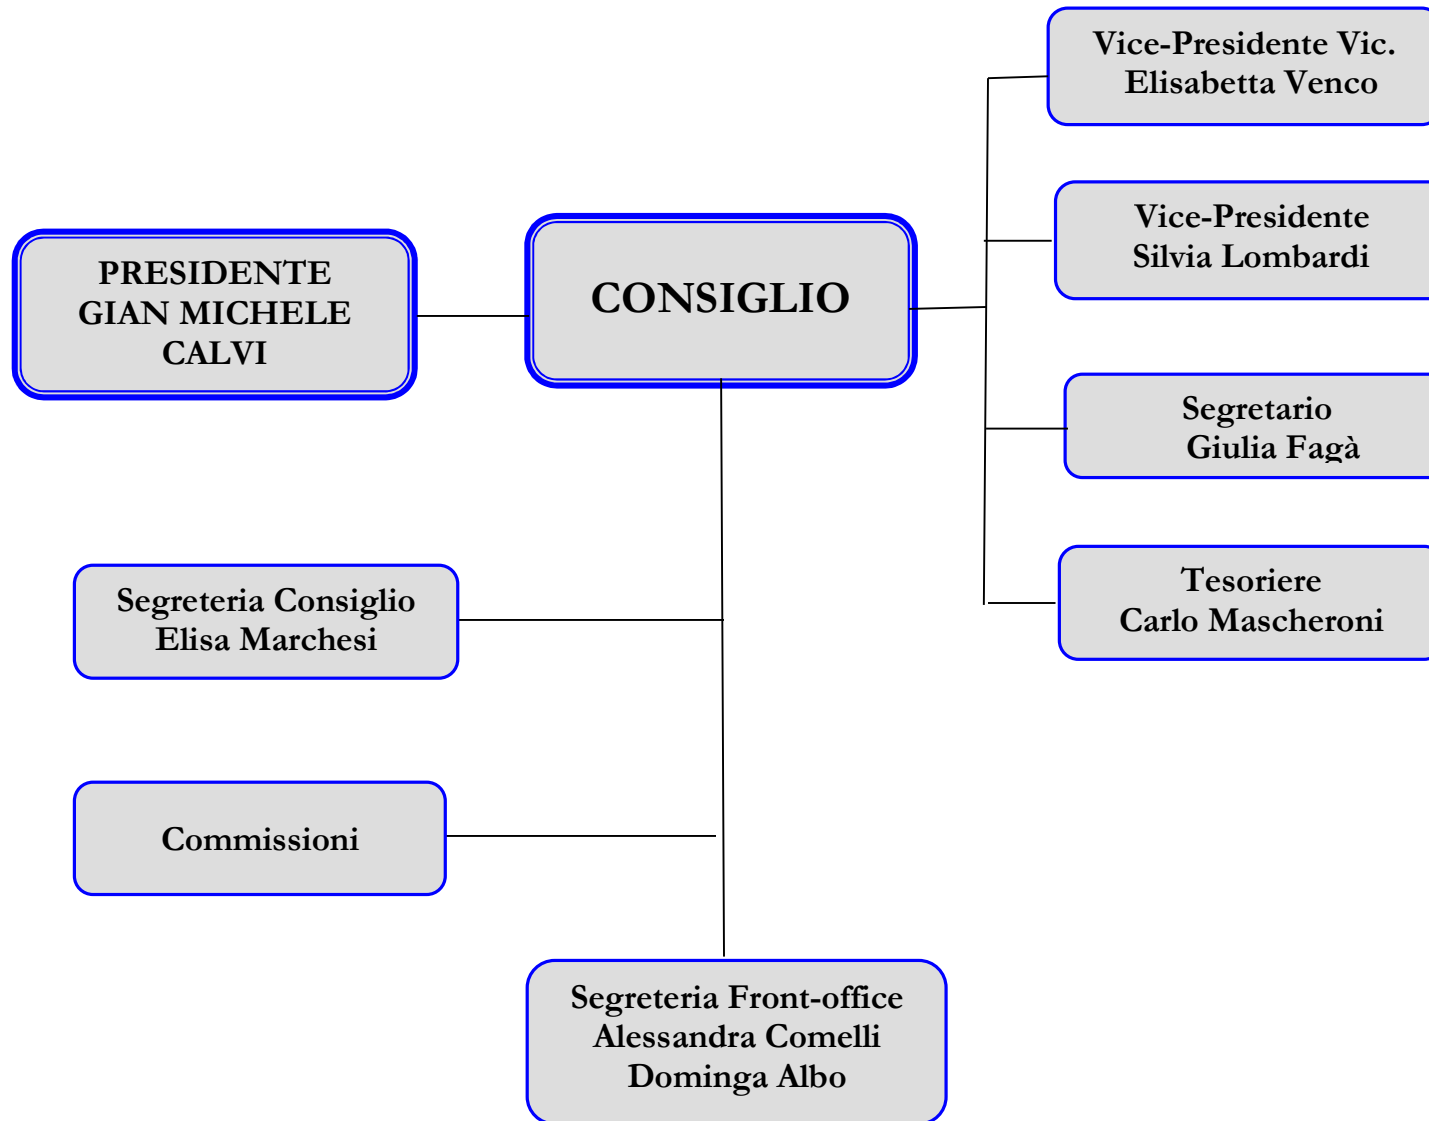 Vice-Presidente Vic.
Elisabetta Venco
Vice-Presidente
Silvia Lombardi
PRESIDENTE
GIAN MICHELE
CALVI
CONSIGLIO
Segretario
Giulia Fagà
Tesoriere
Carlo Mascheroni
Segreteria Consiglio
Elisa Marchesi
Commissioni
Segreteria Front-office
Alessandra Comelli
Dominga Albo